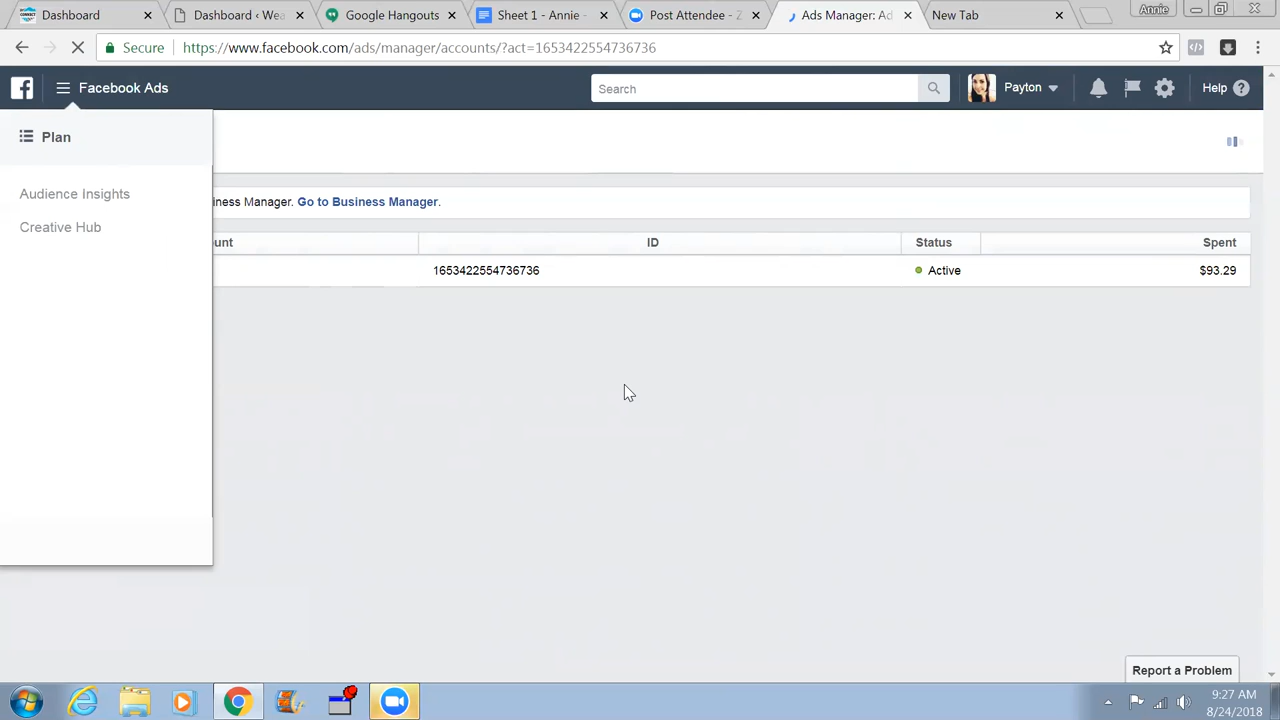 Dashboard
Dashboard ‹ Wea
Google Hangouts
Sheet 1 - Annie -
Post Attendee - Z
Ads Manager: Ad
New Tab
Annie
Secure
https://www.facebook.com/ads/manager/accounts/?act=1653422554736736
Facebook Ads
Search
Payton
Help
Plan
Audience Insights
Creative Hub
iness Manager. Go to Business Manager.
unt
ID
Status
Spent
1653422554736736
Active
$93.29
Report a Problem
9:27 AM
8/24/2018